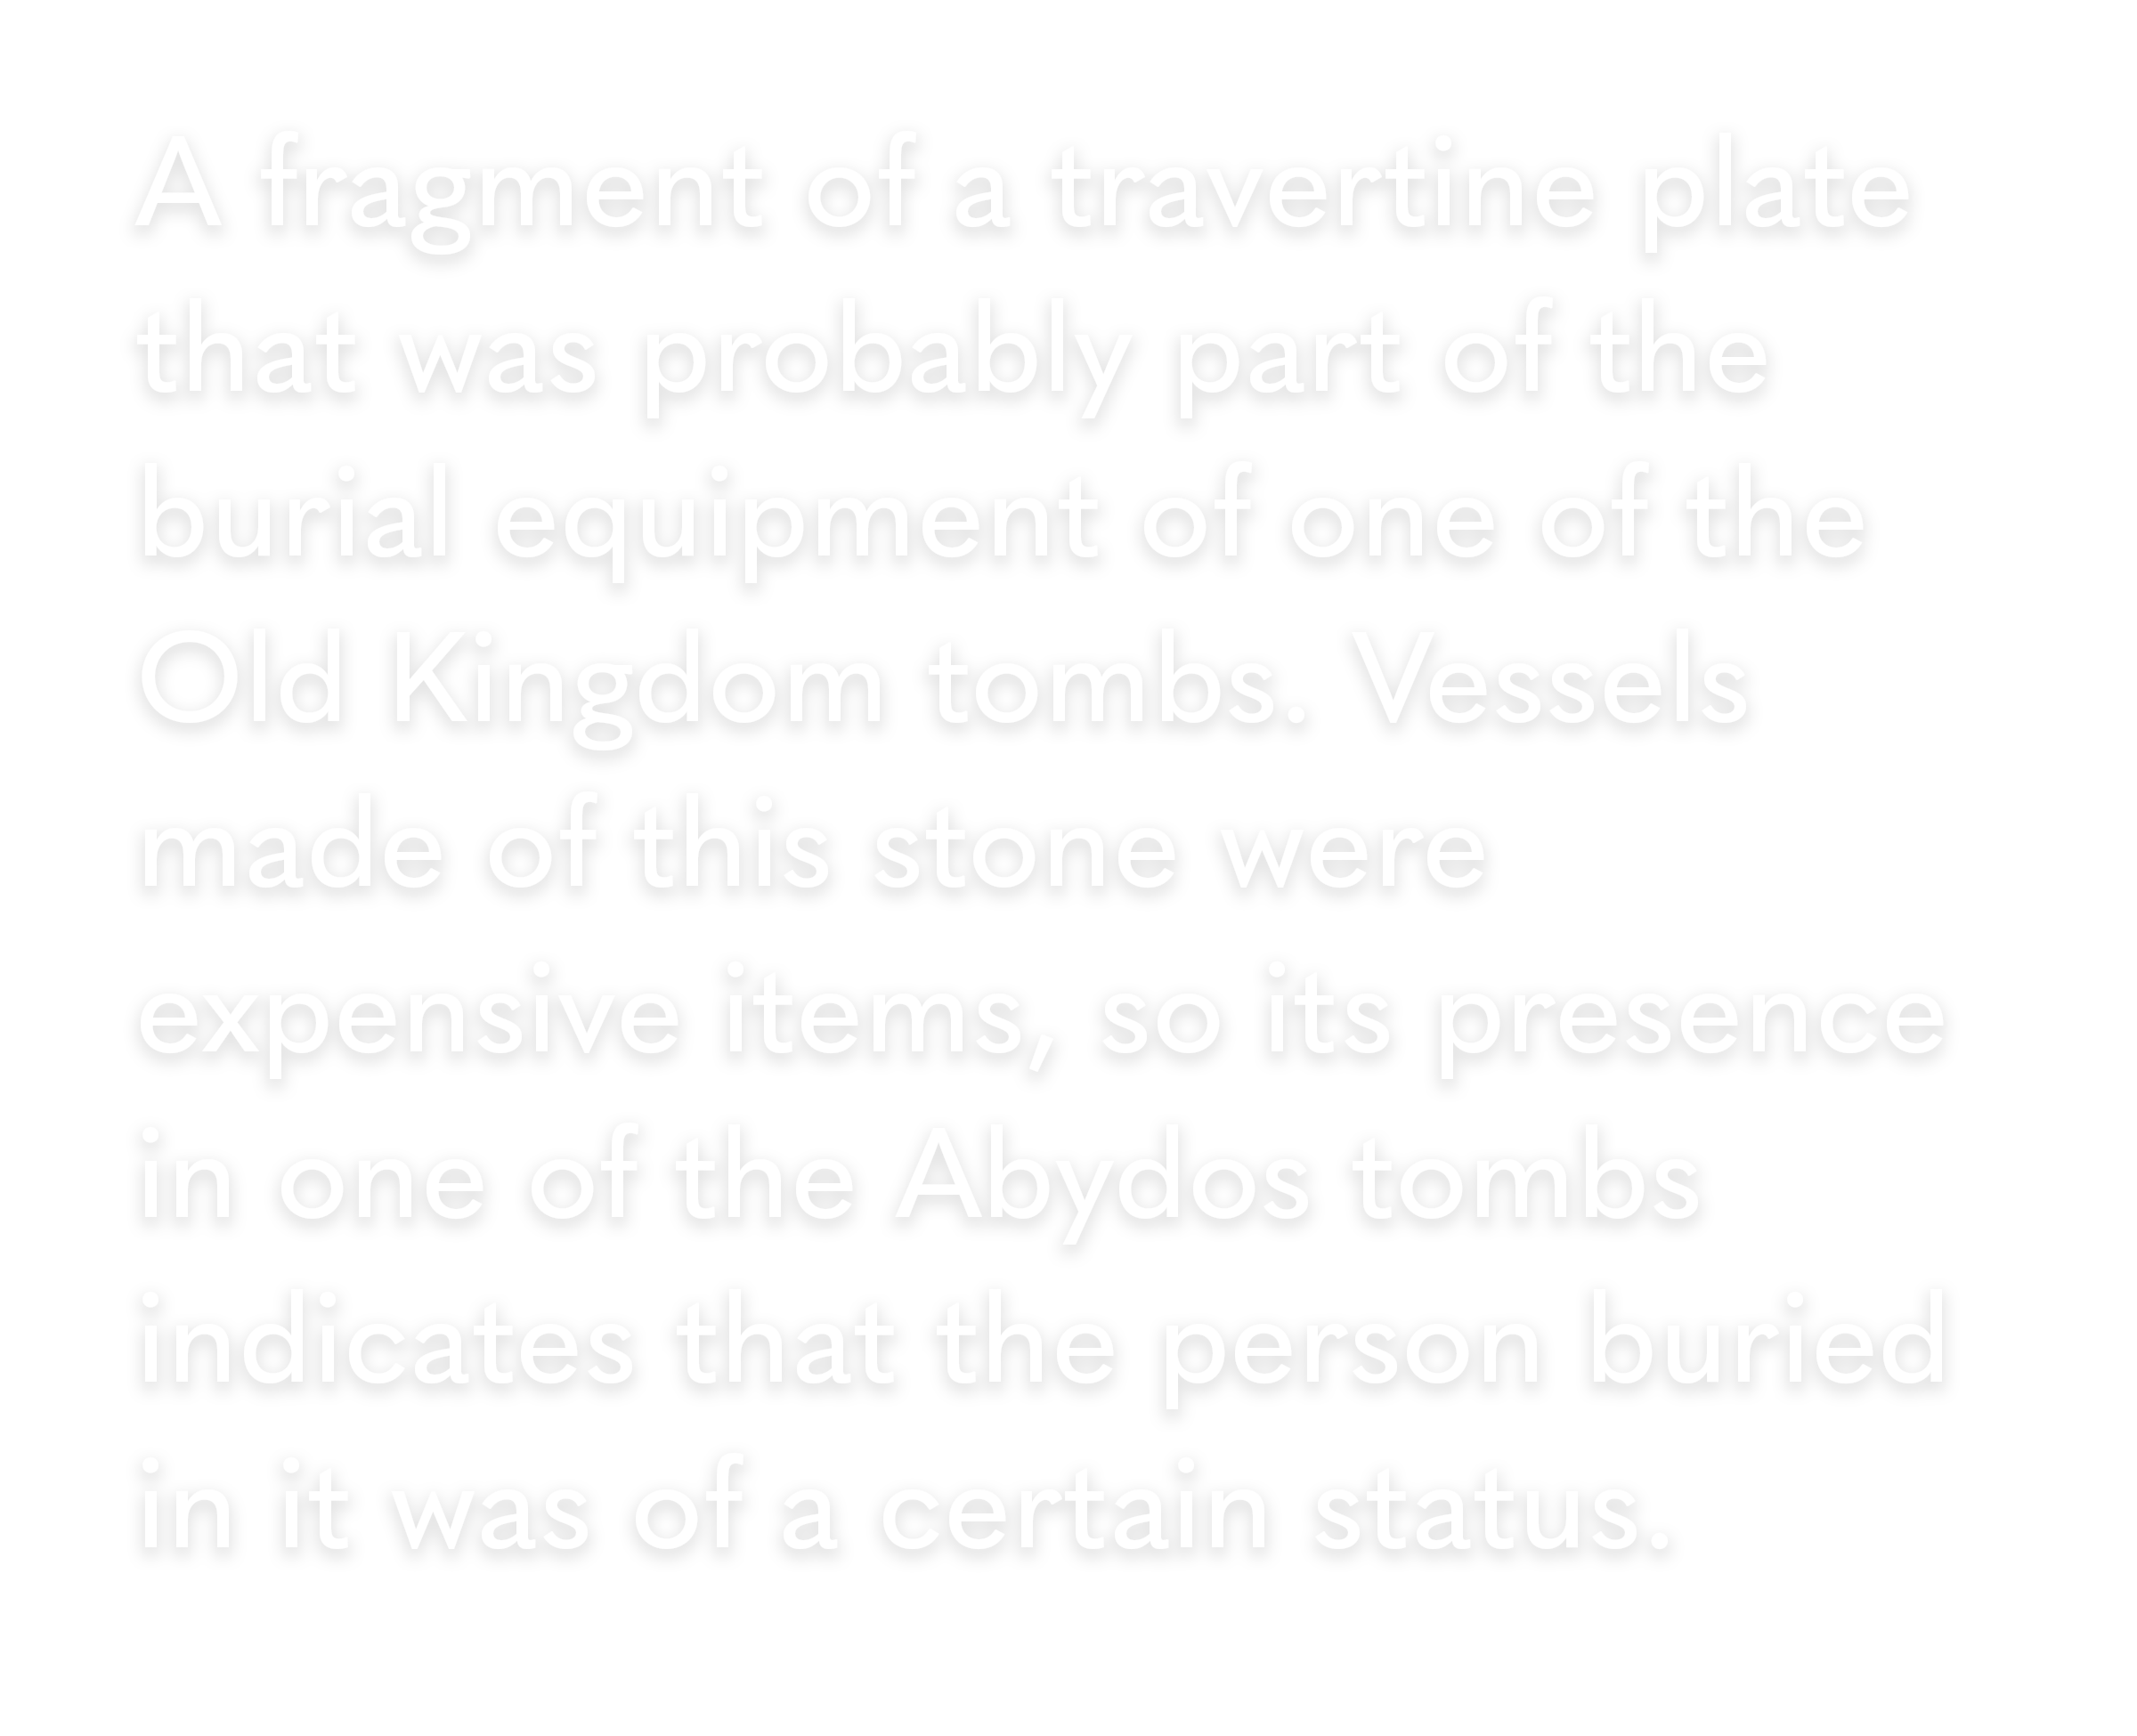 A fragment of a travertine plate
that was probably part of the
burial equipment of one of the
Old Kingdom tombs. Vessels
made of this stone were
expensive items, so its presence
in one of the Abydos tombs
indicates that the person buried
in it was of a certain status.